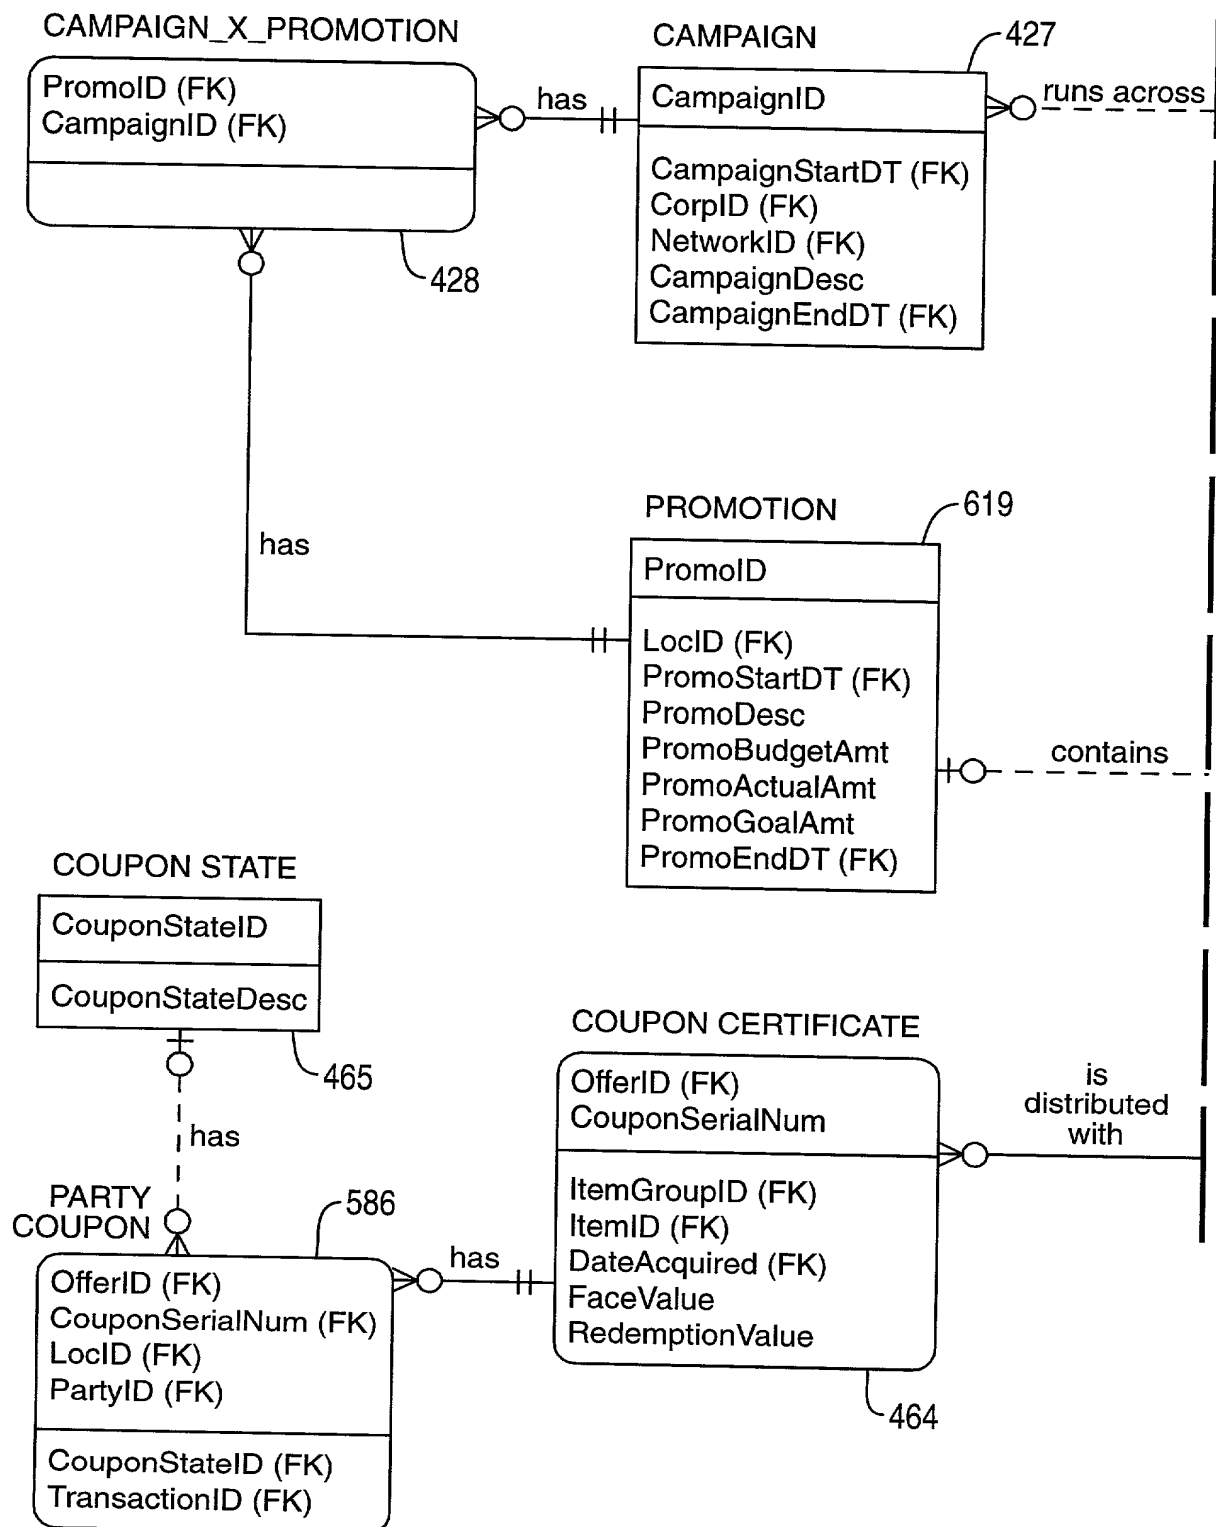 CAMPAIGN_X_PROMOTION
PromoID (FK)
CampaignID (FK)
428
has
CAMPAIGN
427
CampaignID
CampaignStartDT (FK)
CorpID (FK)
NetworkID (FK)
CampaignDesc
CampaignEndDT (FK)
runs across
has
PROMOTION
619
PromoID
LocID (FK)
PromoStartDT (FK)
PromoDesc
PromoBudgetAmt
PromoActualAmt
PromoGoalAmt
PromoEndDT (FK)
contains
COUPON STATE
CouponStateID
CouponStateDesc
465
has
COUPON CERTIFICATE
OfferID (FK)
CouponSerialNum
ItemGroupID (FK)
ItemID (FK)
DateAcquired (FK)
FaceValue
RedemptionValue
464
is
distributed
with
PARTY
COUPON
586
OfferID (FK)
CouponSerialNum (FK)
LocID (FK)
PartyID (FK)
CouponStateID (FK)
TransactionID (FK)
has